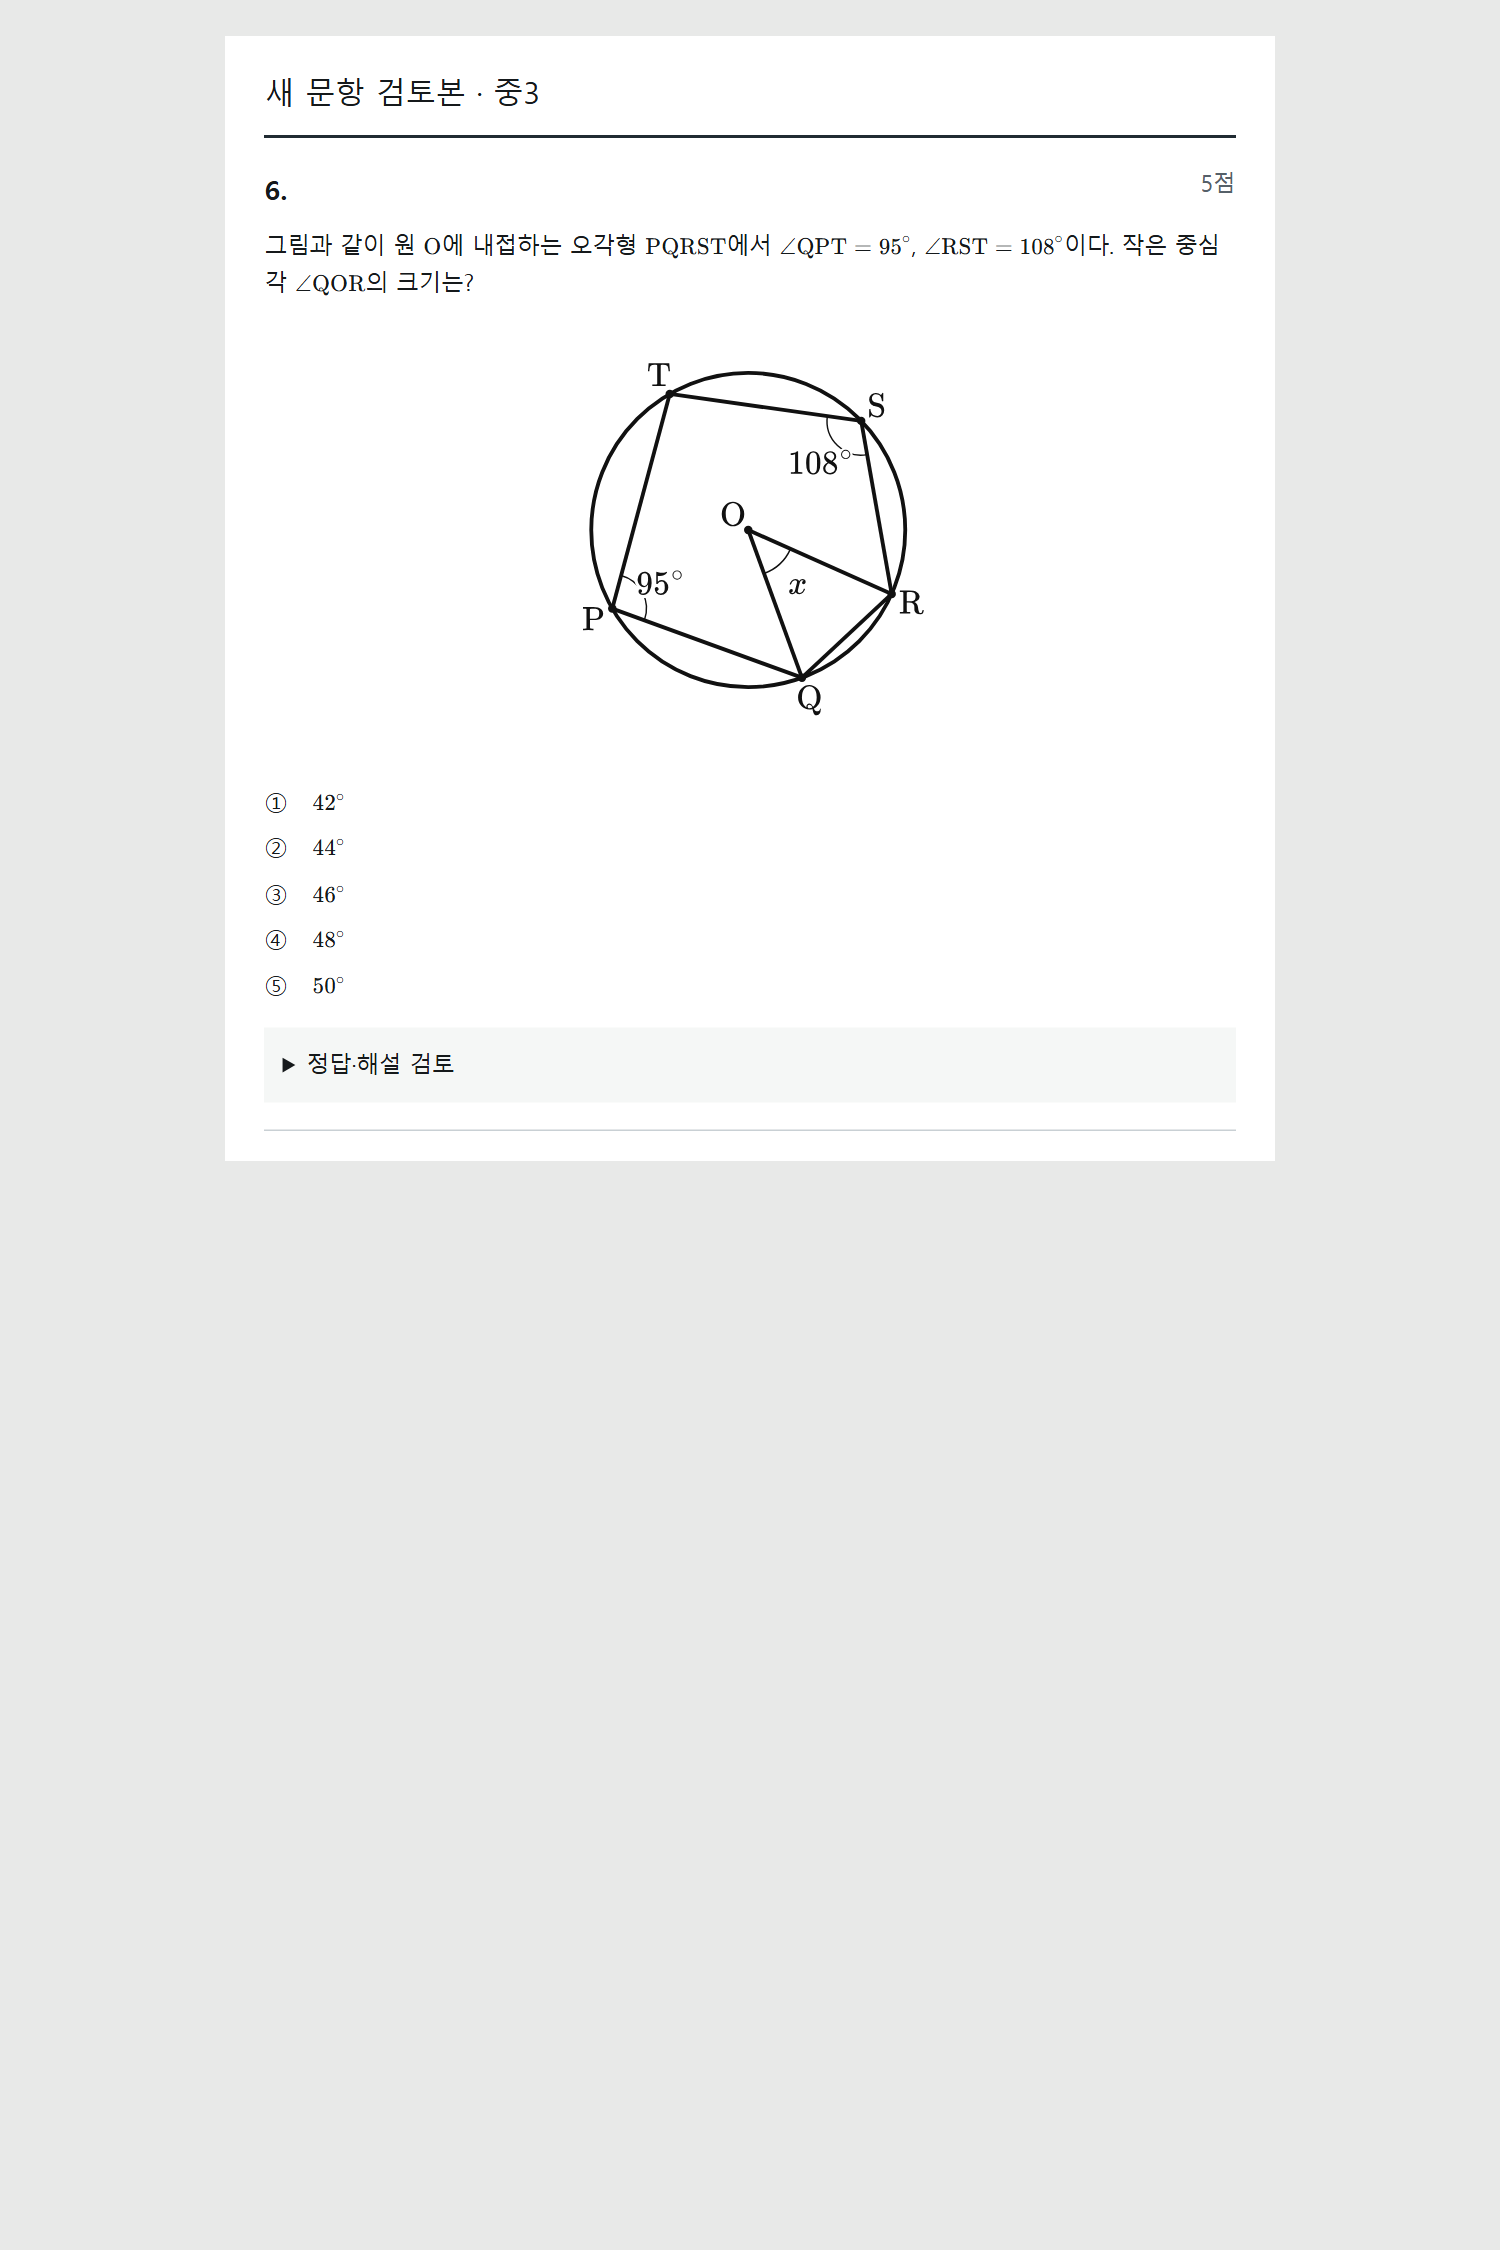 새 문항 검토본 · 중3
6.
5점
그림과 같이 원 O에 내접하는 오각형 PQRST에서 ∠QPT = 95°, ∠RST = 108°이다. 작은 중심
각 ∠QOR의 크기는?
T
S
108°
O
95°
x
P
R
Q
① 42°
② 44°
③ 46°
④ 48°
⑤ 50°
▶ 정답·해설 검토